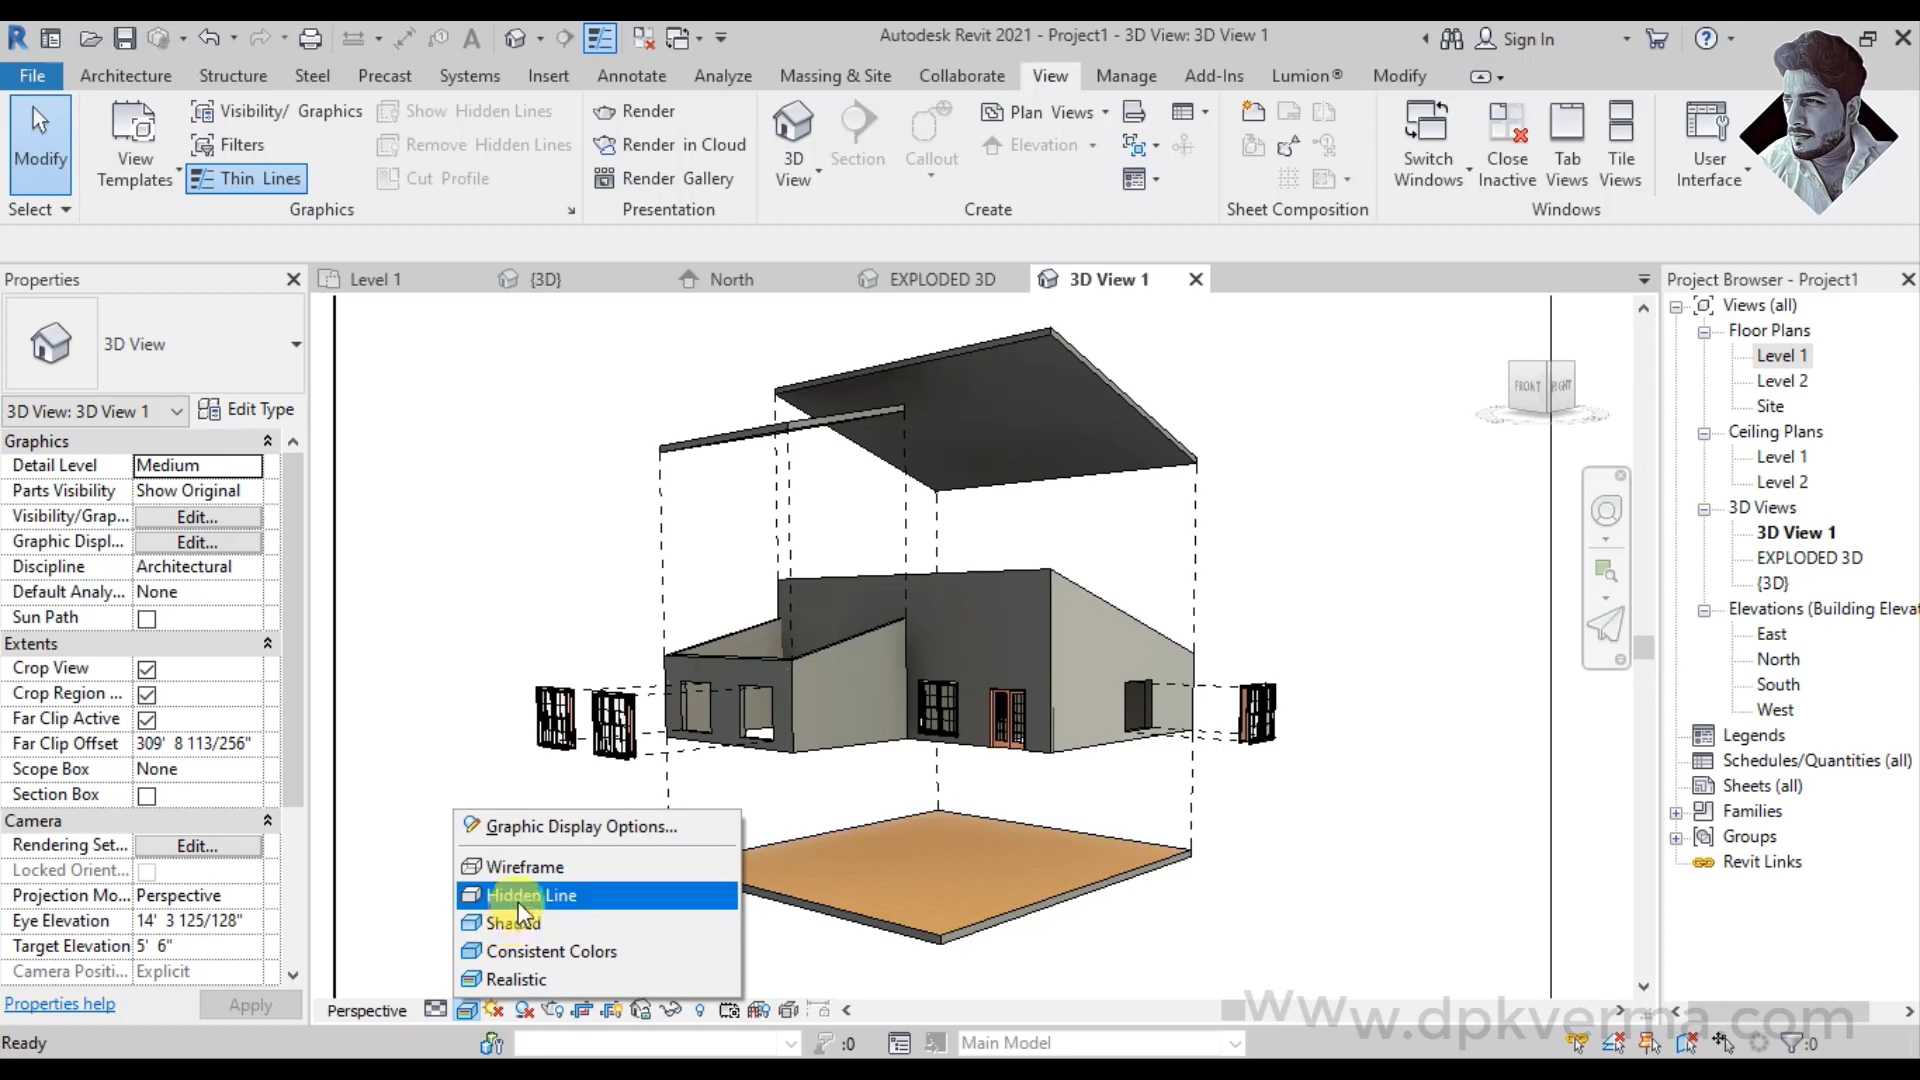 Autodesk Revit 2021 - Project1 - 3D View: 3D View 1
Sign In
File Architecture Structure Steel Precast Systems Insert Annotate Analyze Massing & Site Collaborate View Manage Add-Ins Lumion® Modify
Modify
View Templates
Visibility/ Graphics
Filters
Thin Lines
Show Hidden Lines
Remove Hidden Lines
Cut Profile
Render
Render in Cloud
Render Gallery
3D View
Section
Callout
Plan Views
Elevation
Switch Windows
Close Inactive
Tab Views
Tile Views
User Interface
Select
Graphics
Presentation
Create
Sheet Composition
Windows
Properties
3D View
3D View: 3D View 1
Edit Type
Graphics
Detail Level Medium
Parts Visibility Show Original
Visibility/Grap... Edit...
Graphic Displ... Edit...
Discipline Architectural
Default Analy... None
Sun Path
Extents
Crop View
Crop Region ...
Far Clip Active
Far Clip Offset 309' 8 113/256"
Scope Box None
Section Box
Camera
Rendering Set... Edit...
Locked Orient...
Projection Mo... Perspective
Eye Elevation 14' 3 125/128"
Target Elevation 5' 6"
Camera Positi... Explicit
Properties help
Apply
Level 1
{3D}
North
EXPLODED 3D
3D View 1
FRONT
RIGHT
Graphic Display Options...
Wireframe
Hidden Line
Shaded
Consistent Colors
Realistic
Perspective
Project Browser - Project1
Views (all)
Floor Plans
Level 1
Level 2
Site
Ceiling Plans
Level 1
Level 2
3D Views
3D View 1
EXPLODED 3D
{3D}
Elevations (Building Eleva
East
North
South
West
Legends
Schedules/Quantities (all)
Sheets (all)
Families
Groups
Revit Links
www.dpkverma.com
Ready
:0
Main Model
:0